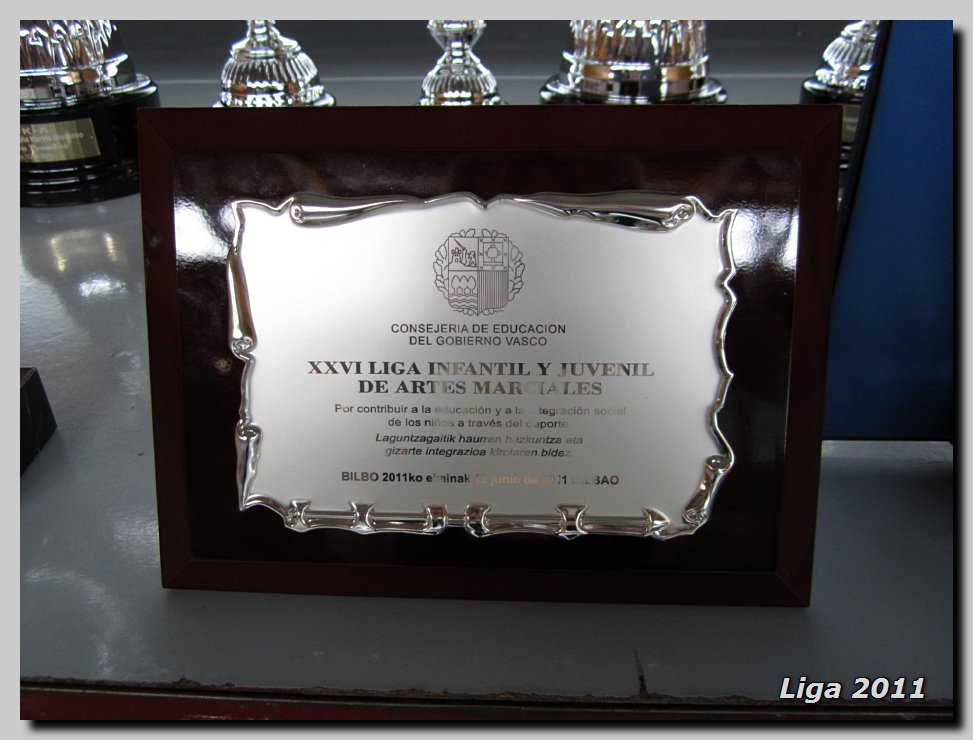 CONSEJERIA DE EDUCACION
DEL GOBIERNO VASCO
XXVI LIGA INFANTIL Y JUVENIL
DE ARTES MARCIALES
Por contribuir a la educación y a la integración social
de los niños a través del deporte.
Laguntzagaitik haurren hezkuntza eta
gizarte integrazioa kirolaren bidez.
BILBO 2011ko ekainak 12 junio de 2011 BILBAO
Liga 2011